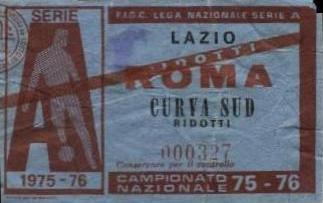 SERIE
A
1975-76
F.I.G.C. LEGA NAZIONALE SERIE A
LAZIO
RIDOTTI
ROMA
CURVA SUD
RIDOTTI
000327
Conservare per il controllo
CAMPIONATO
NAZIONALE 75-76